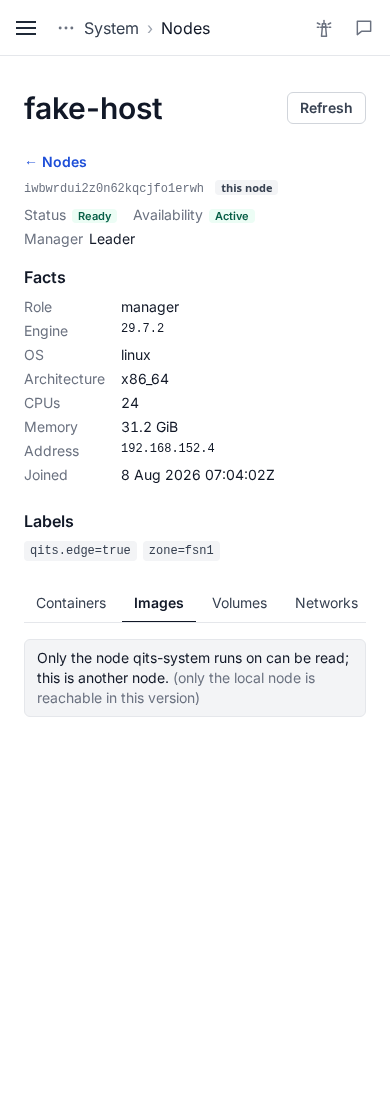 ··· System › Nodes
fake-host
Refresh
← Nodes
iwbwrdui2z0n62kqcjfo1erwh this node
Status Ready Availability Active
Manager Leader
Facts
Role manager
Engine 29.7.2
OS linux
Architecture x86_64
CPUs 24
Memory 31.2 GiB
Address 192.168.152.4
Joined 8 Aug 2026 07:04:02Z
Labels
qits.edge=true zone=fsn1
Containers Images Volumes Networks
Only the node qits-system runs on can be read;
this is another node. (only the local node is
reachable in this version)